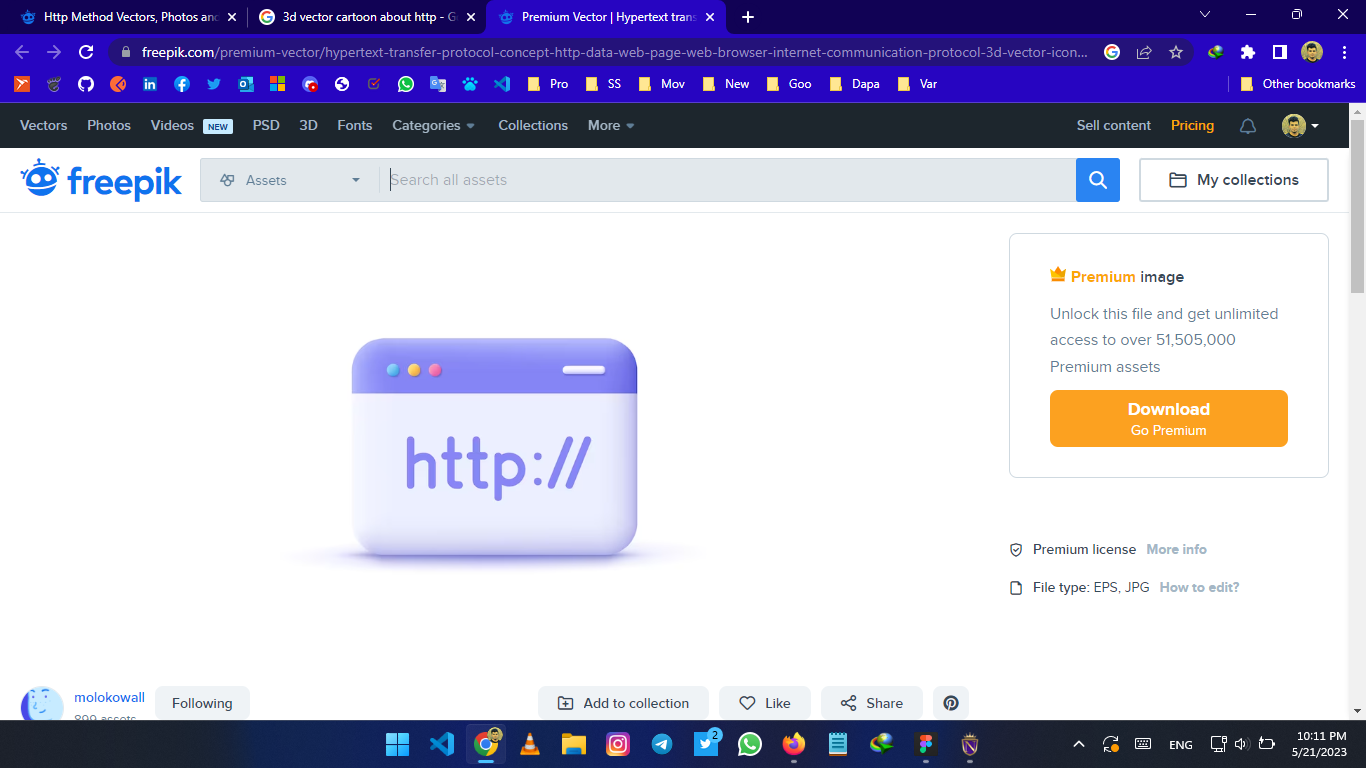 Http Method Vectors, Photos and
3d vector cartoon about http - G
Premium Vector | Hypertext trans
freepik.com/premium-vector/hypertext-transfer-protocol-concept-http-data-web-page-web-browser-internet-communication-protocol-3d-vector-icon...
Pro
SS
Mov
New
Goo
Dapa
Var
Other bookmarks
Vectors
Photos
Videos NEW
PSD
3D
Fonts
Categories
Collections
More
Sell content
Pricing
freepik
Assets
Search all assets
My collections
Premium image
Unlock this file and get unlimited
access to over 51,505,000
Premium assets
Download
Go Premium
http://
Premium license More info
File type: EPS, JPG How to edit?
molokowall
899 assets
Following
Add to collection
Like
Share
2
ENG
10:11 PM
5/21/2023